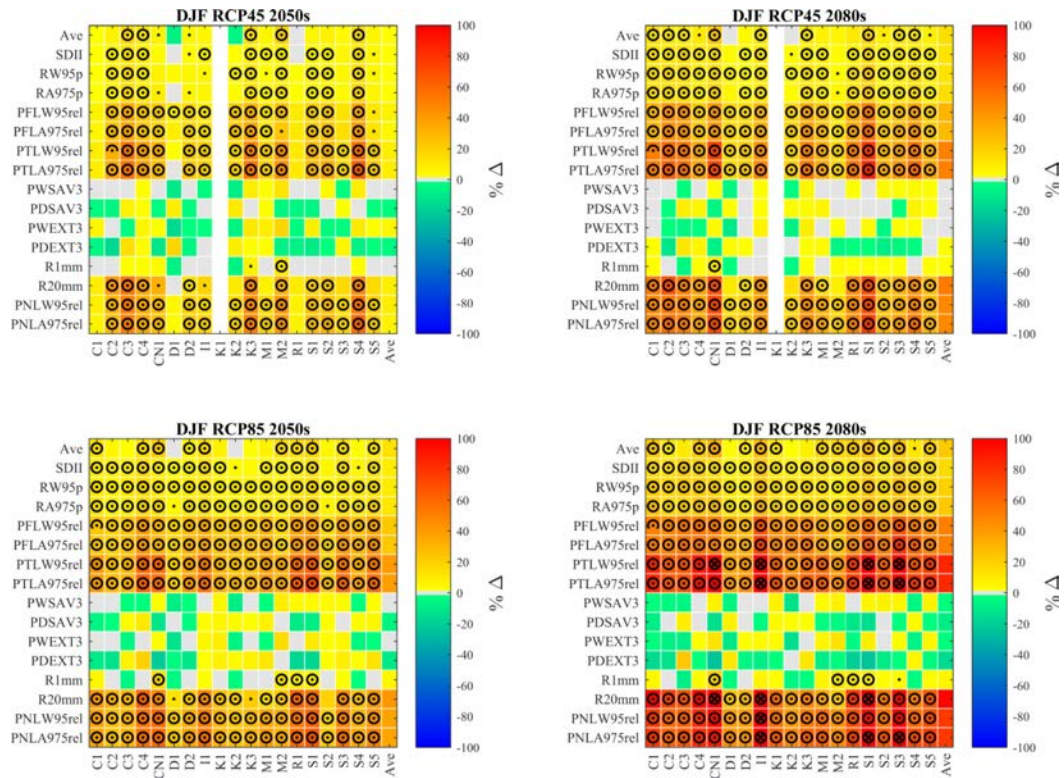 DJF RCP45 2050s
Ave
SDII
RW95p
RA975p
PFLW95rel
PFLA975rel
PTLW95rel
PTLA975rel
PWSAV3
PDSAV3
PWEXT3
PDEXT3
R1mm
R20mm
PNLW95rel
PNLA975rel
C1 C2 C3 C4 CN1 D1 D2 I1 K1 K2 K3 M1 M2 R1 S1 S2 S3 S4 S5 Ave
100
80
60
40
20
0
-20
-40
-60
-80
-100
% Δ
DJF RCP45 2080s
Ave
SDII
RW95p
RA975p
PFLW95rel
PFLA975rel
PTLW95rel
PTLA975rel
PWSAV3
PDSAV3
PWEXT3
PDEXT3
R1mm
R20mm
PNLW95rel
PNLA975rel
C1 C2 C3 C4 CN1 D1 D2 I1 K1 K2 K3 M1 M2 R1 S1 S2 S3 S4 S5 Ave
100
80
60
40
20
0
-20
-40
-60
-80
-100
% Δ
DJF RCP85 2050s
Ave
SDII
RW95p
RA975p
PFLW95rel
PFLA975rel
PTLW95rel
PTLA975rel
PWSAV3
PDSAV3
PWEXT3
PDEXT3
R1mm
R20mm
PNLW95rel
PNLA975rel
C1 C2 C3 C4 CN1 D1 D2 I1 K1 K2 K3 M1 M2 R1 S1 S2 S3 S4 S5 Ave
100
80
60
40
20
0
-20
-40
-60
-80
-100
% Δ
DJF RCP85 2080s
Ave
SDII
RW95p
RA975p
PFLW95rel
PFLA975rel
PTLW95rel
PTLA975rel
PWSAV3
PDSAV3
PWEXT3
PDEXT3
R1mm
R20mm
PNLW95rel
PNLA975rel
C1 C2 C3 C4 CN1 D1 D2 I1 K1 K2 K3 M1 M2 R1 S1 S2 S3 S4 S5 Ave
100
80
60
40
20
0
-20
-40
-60
-80
-100
% Δ